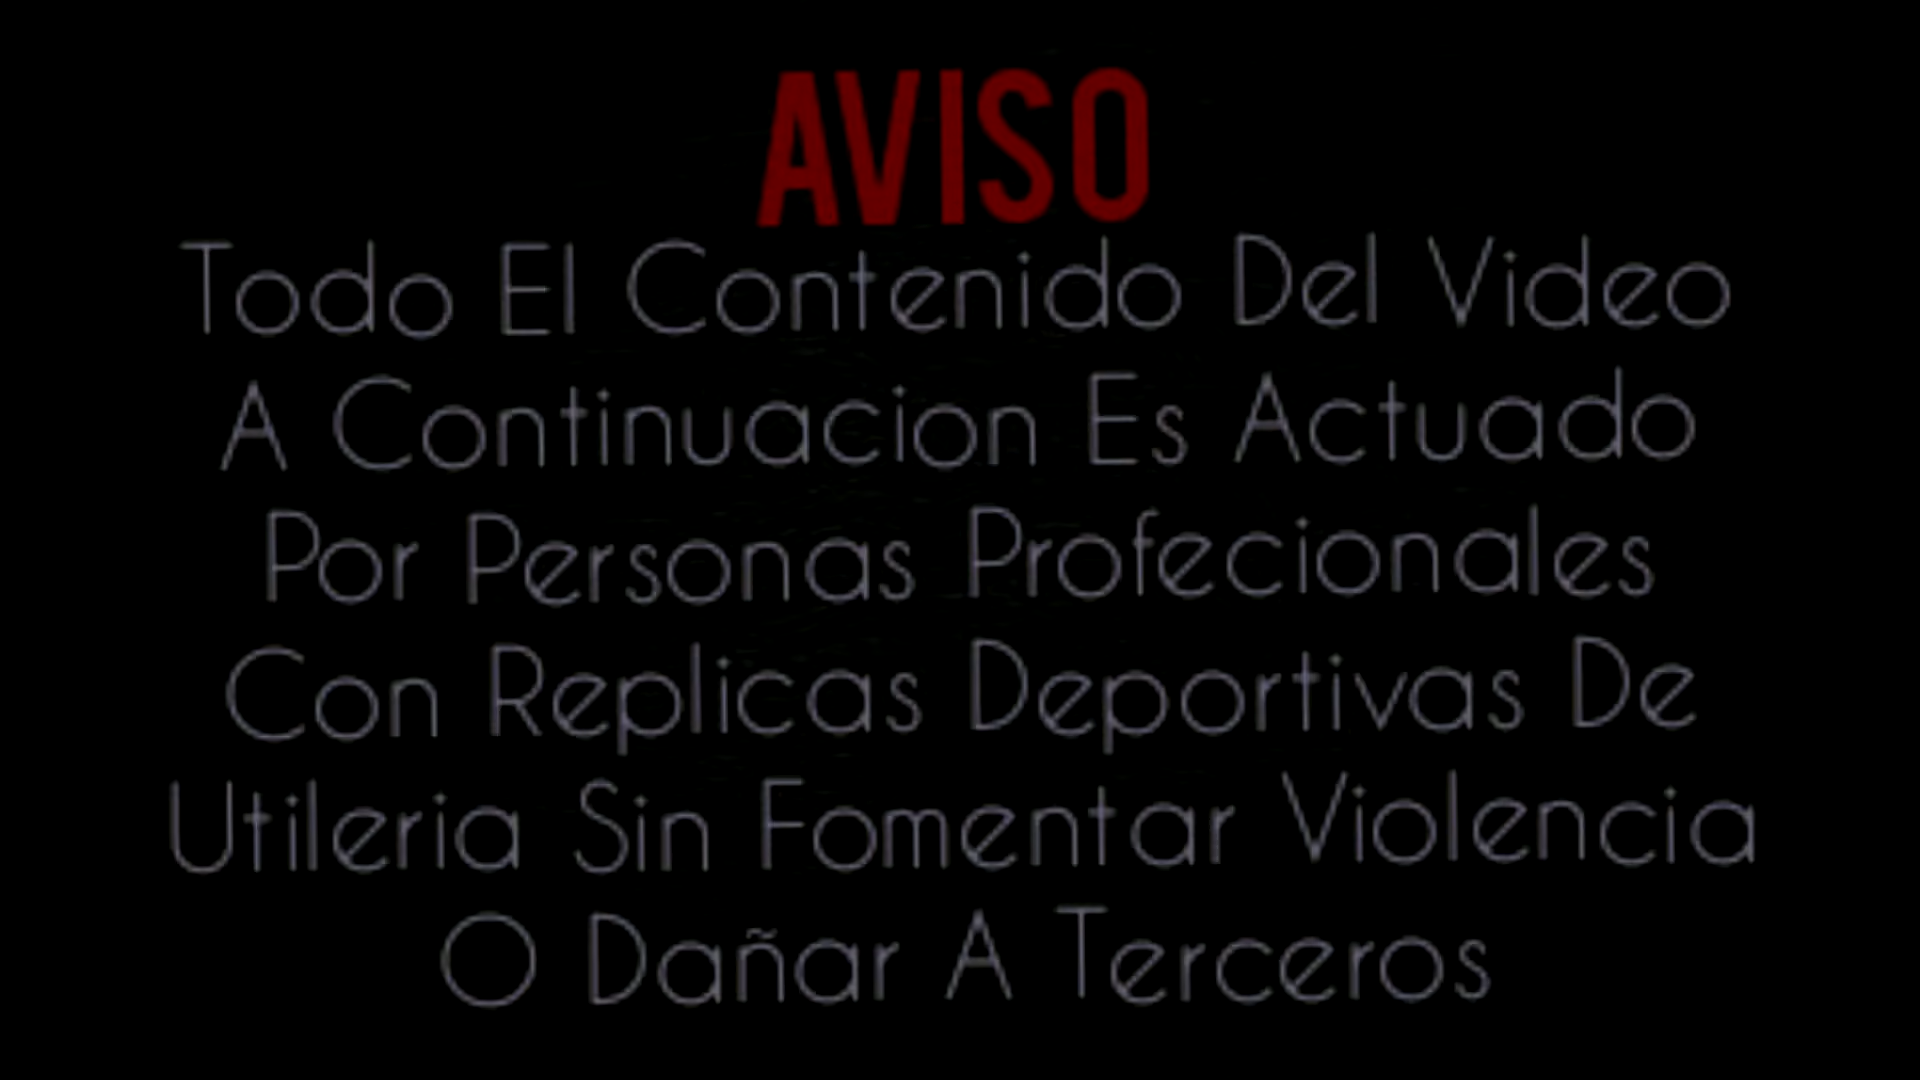 AVISO
Todo El Contenido Del Video
A Continuacion Es Actuado
Por Personas Profecionales
Con Replicas Deportivas De
Utileria Sin Fomentar Violencia
O Dañar A Terceros